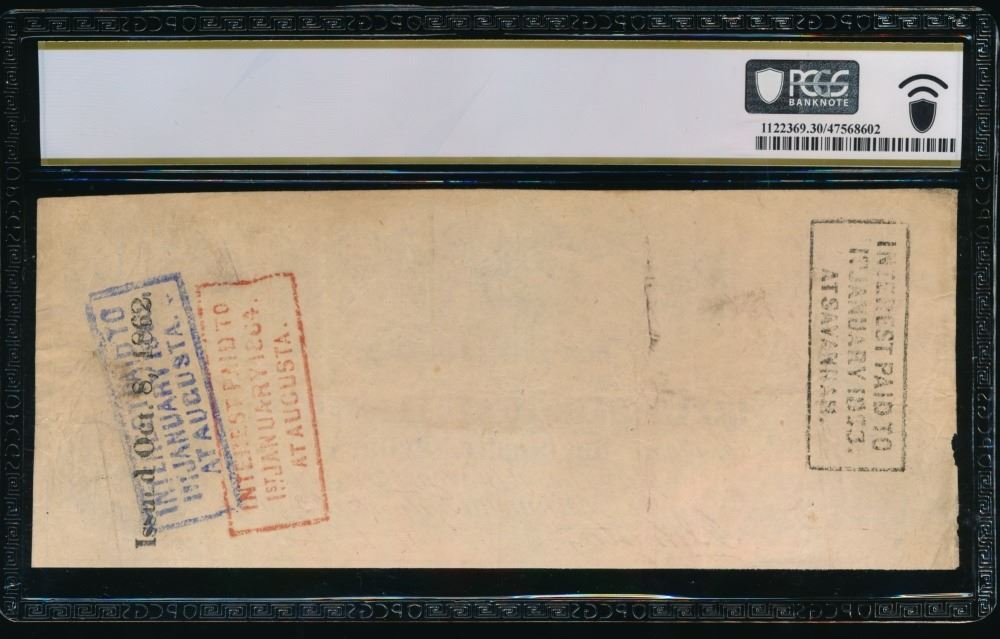 PCGS
BANKNOTE
1122369.30/47568602
Issued Oct. 8, 1862.
INTEREST PAID TO
1ST JANUARY
AT AUGUSTA.
INTEREST PAID TO
1ST JANUARY 1864.
AT AUGUSTA.
INTEREST PAID TO
1ST JANUARY 1863.
AT SAVANNAH.